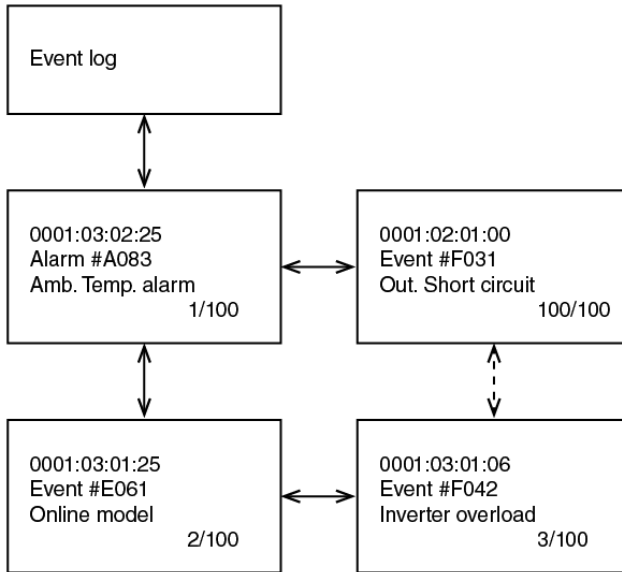 Event log
0001:03:02:25
Alarm #A083
Amb. Temp. alarm
1/100
0001:02:01:00
Event #F031
Out. Short circuit
100/100
0001:03:01:25
Event #E061
Online model
2/100
0001:03:01:06
Event #F042
Inverter overload
3/100